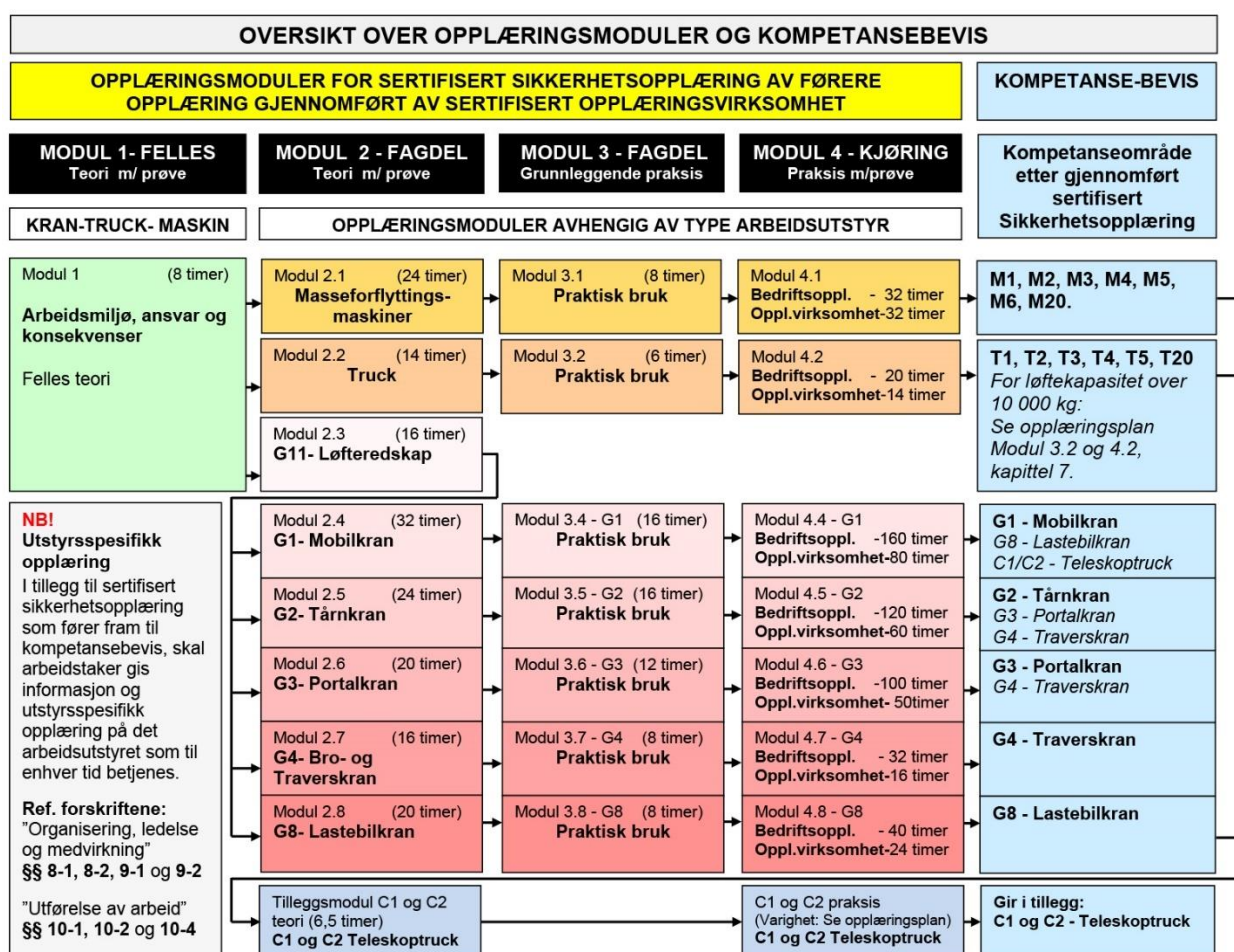 OVERSIKT OVER OPPLÆRINGSMODULER OG KOMPETANSEBEVIS
OPPLÆRINGSMODULER FOR SERTIFISERT SIKKERHETSOPPLÆRING AV FØRERE
OPPLÆRING GJENNOMFØRT AV SERTIFISERT OPPLÆRINGSVIRKSOMHET
KOMPETANSE-BEVIS
MODUL 1- FELLES
Teori m/ prøve
MODUL 2 - FAGDEL
Teori m/ prøve
MODUL 3 - FAGDEL
Grunnleggende praksis
MODUL 4 - KJØRING
Praksis m/prøve
Kompetanseområde
etter gjennomført
sertifisert
Sikkerhetsopplæring
KRAN-TRUCK- MASKIN
OPPLÆRINGSMODULER AVHENGIG AV TYPE ARBEIDSUTSTYR
Modul 1 (8 timer)
Arbeidsmiljø, ansvar og
konsekvenser
Felles teori
Modul 2.1 (24 timer)
Masseforflyttings-
maskiner
Modul 3.1 (8 timer)
Praktisk bruk
Modul 4.1
Bedriftsoppl. - 32 timer
Oppl.virksomhet-32 timer
M1, M2, M3, M4, M5,
M6, M20.
Modul 2.2 (14 timer)
Truck
Modul 3.2 (6 timer)
Praktisk bruk
Modul 4.2
Bedriftsoppl. - 20 timer
Oppl.virksomhet-14 timer
T1, T2, T3, T4, T5, T20
For løftekapasitet over
10 000 kg:
Se opplæringsplan
Modul 3.2 og 4.2,
kapittel 7.
Modul 2.3 (16 timer)
G11- Løfteredskap
NB!
Utstyrsspesifikk
opplæring
I tillegg til sertifisert
sikkerhetsopplæring
som fører fram til
kompetansebevis, skal
arbeidstaker gis
informasjon og
utstyrsspesifikk
opplæring på det
arbeidsutstyret som til
enhver tid betjenes.
Ref. forskriftene:
"Organisering, ledelse
og medvirkning"
§§ 8-1, 8-2, 9-1 og 9-2
"Utførelse av arbeid"
§§ 10-1, 10-2 og 10-4
Modul 2.4 (32 timer)
G1- Mobilkran
Modul 3.4 - G1 (16 timer)
Praktisk bruk
Modul 4.4 - G1
Bedriftsoppl. -160 timer
Oppl.virksomhet-80 timer
G1 - Mobilkran
G8 - Lastebilkran
C1/C2 - Teleskoptruck
Modul 2.5 (24 timer)
G2- Tårnkran
Modul 3.5 - G2 (16 timer)
Praktisk bruk
Modul 4.5 - G2
Bedriftsoppl. -120 timer
Oppl.virksomhet-60 timer
G2 - Tårnkran
G3 - Portalkran
G4 - Traverskran
Modul 2.6 (20 timer)
G3- Portalkran
Modul 3.6 - G3 (12 timer)
Praktisk bruk
Modul 4.6 - G3
Bedriftsoppl. -100 timer
Oppl.virksomhet- 50timer
G3 - Portalkran
G4 - Traverskran
Modul 2.7 (16 timer)
G4- Bro- og
Traverskran
Modul 3.7 - G4 (8 timer)
Praktisk bruk
Modul 4.7 - G4
Bedriftsoppl. - 32 timer
Oppl.virksomhet-16 timer
G4 - Traverskran
Modul 2.8 (20 timer)
G8- Lastebilkran
Modul 3.8 - G8 (8 timer)
Praktisk bruk
Modul 4.8 - G8
Bedriftsoppl. - 40 timer
Oppl.virksomhet-24 timer
G8 - Lastebilkran
Tilleggsmodul C1 og C2
teori (6,5 timer)
C1 og C2 Teleskoptruck
C1 og C2 praksis
(Varighet: Se opplæringsplan)
C1 og C2 Teleskoptruck
Gir i tillegg:
C1 og C2 - Teleskoptruck